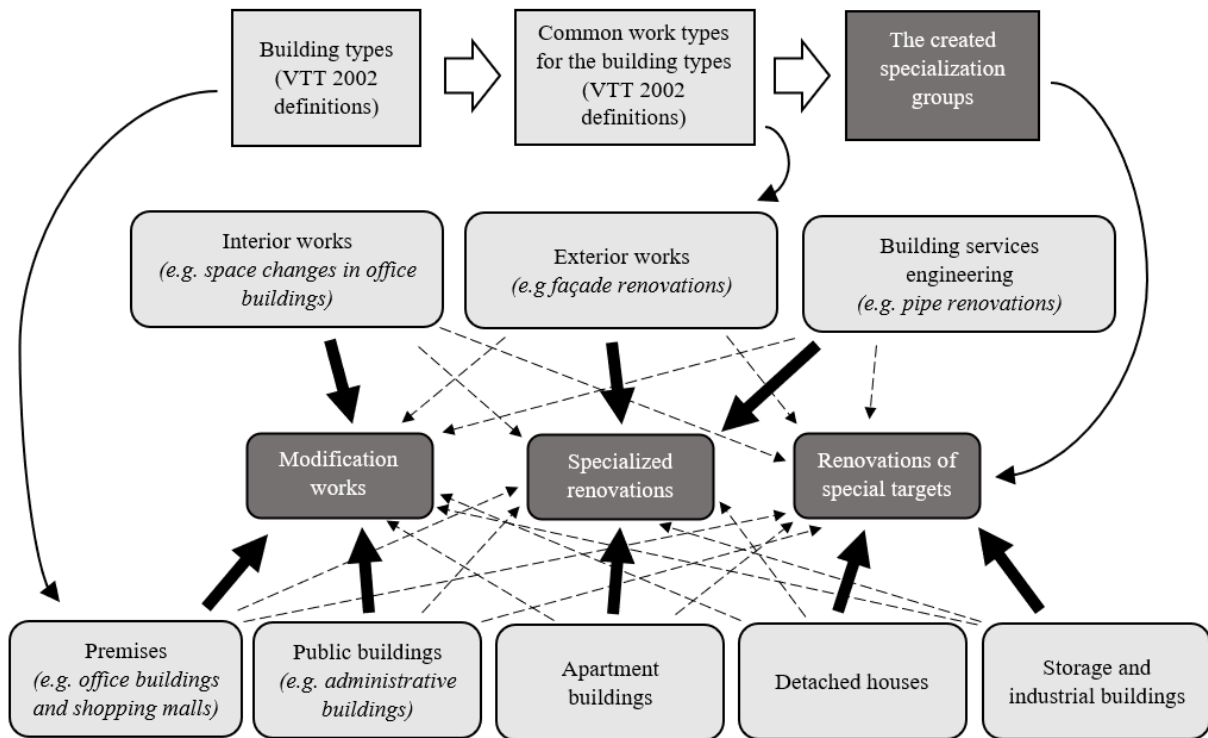 Building types
(VTT 2002
definitions)
Common work types
for the building types
(VTT 2002
definitions)
The created
specialization
groups
Interior works
(e.g. space changes in office
buildings)
Exterior works
(e.g façade renovations)
Building services
engineering
(e.g. pipe renovations)
Modification
works
Specialized
renovations
Renovations of
special targets
Premises
(e.g. office buildings
and shopping malls)
Public buildings
(e.g. administrative
buildings)
Apartment
buildings
Detached houses
Storage and
industrial buildings